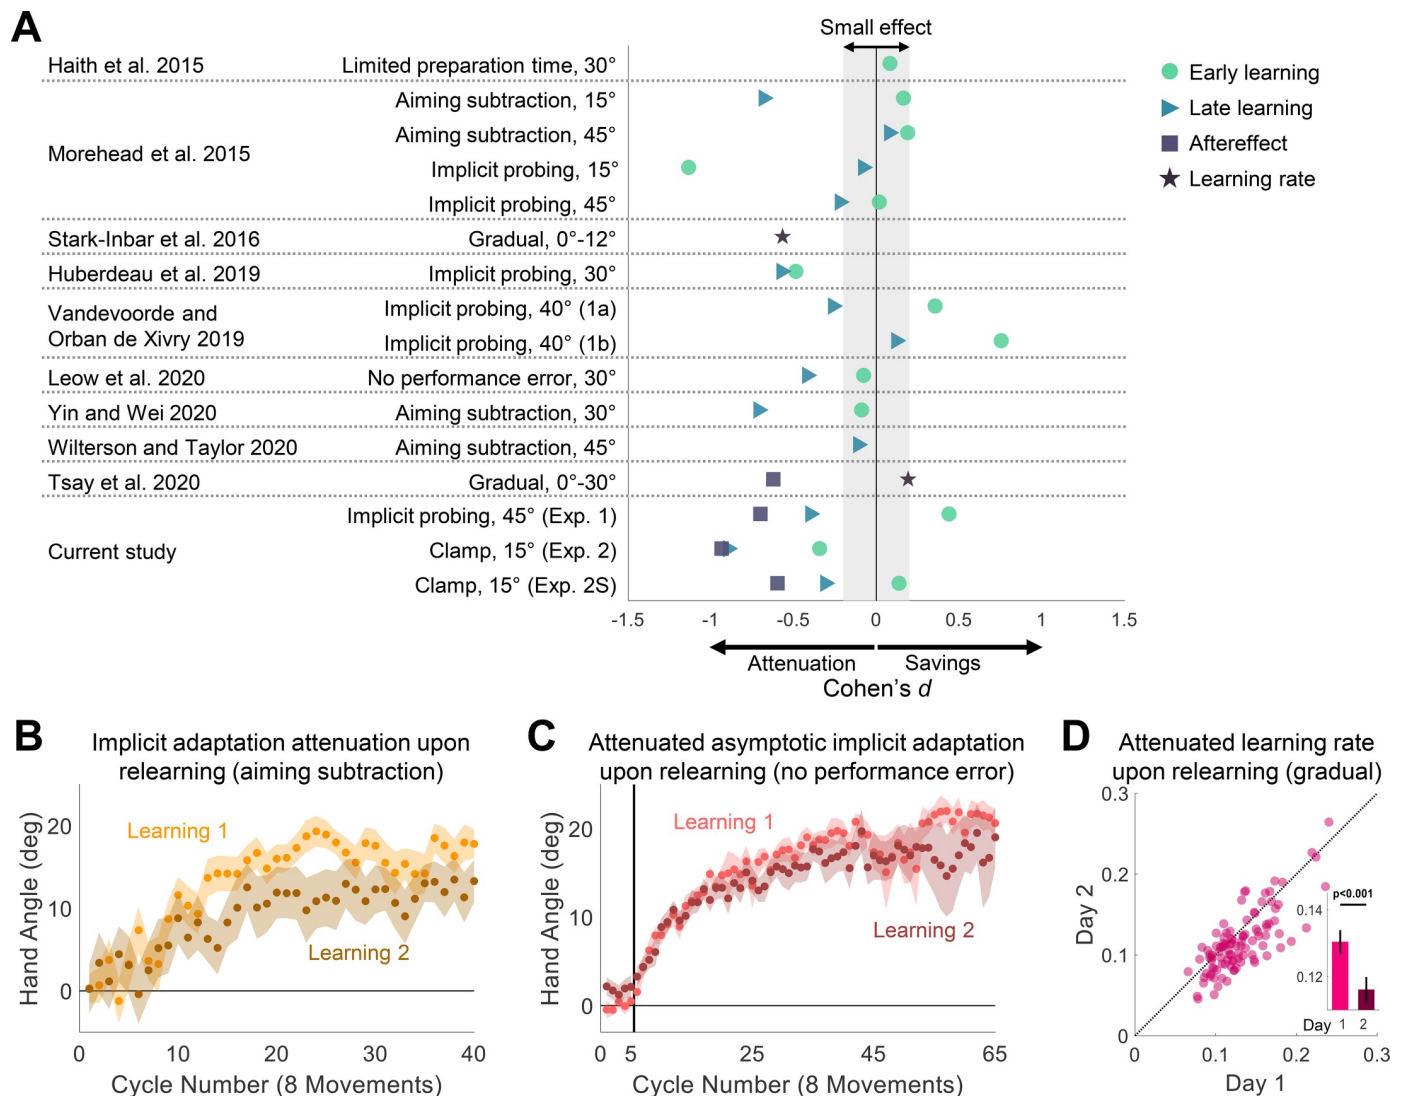 A
Small effect
Haith et al. 2015 Limited preparation time, 30°
Early learning
Late learning
Aftereffect
Learning rate
Morehead et al. 2015
Aiming subtraction, 15°
Aiming subtraction, 45°
Implicit probing, 15°
Implicit probing, 45°
Stark-Inbar et al. 2016 Gradual, 0°-12°
Huberdeau et al. 2019 Implicit probing, 30°
Vandevoorde and
Orban de Xivry 2019
Implicit probing, 40° (1a)
Implicit probing, 40° (1b)
Leow et al. 2020 No performance error, 30°
Yin and Wei 2020 Aiming subtraction, 30°
Wilterson and Taylor 2020 Aiming subtraction, 45°
Tsay et al. 2020 Gradual, 0°-30°
Current study
Implicit probing, 45° (Exp. 1)
Clamp, 15° (Exp. 2)
Clamp, 15° (Exp. 2S)
-1.5 -1 -0.5 0 0.5 1 1.5
Attenuation Savings
Cohen's d
B
Implicit adaptation attenuation upon
relearning (aiming subtraction)
Hand Angle (deg)
20
10
0
Learning 1
Learning 2
0 10 20 30 40
Cycle Number (8 Movements)
C
Attenuated asymptotic implicit adaptation
upon relearning (no performance error)
Hand Angle (deg)
20
10
0
Learning 1
Learning 2
0 5 25 45 65
Cycle Number (8 Movements)
D
Attenuated learning rate
upon relearning (gradual)
Day 2
0.3
0.2
0.1
0
p<0.001
0.14
0.12
Day 1 2
0 0.1 0.2 0.3
Day 1